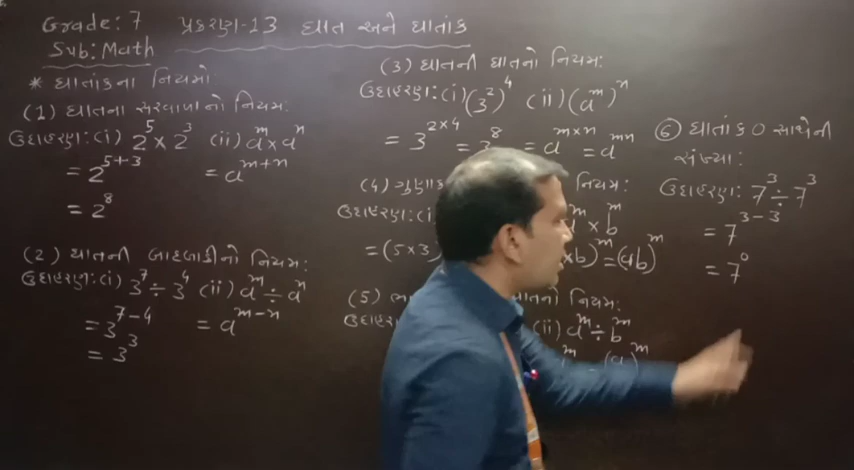 Grade: 7 પ્રકરણ-13 ઘાત અને ઘાતાંક
Sub: Math
* ઘાતાંકના નિયમો
(1) ઘાતના સરવાળાનો નિયમ:
ઉદાહરણ: (i) 2⁵ × 2³ (ii) aᵐ × aⁿ
= 2⁵⁺³ = aᵐ⁺ⁿ
= 2⁸
(2) ઘાતની બાદબાકીનો નિયમ:
ઉદાહરણ: (i) 3⁷ ÷ 3⁴ (ii) aᵐ ÷ aⁿ
= 3⁷⁻⁴ = aᵐ⁻ⁿ
= 3³
(3) ઘાતની ઘાતનો નિયમ:
ઉદાહરણ: (i) (3²)⁴ (ii) (aᵐ)ⁿ
= 3²ˣ⁴ = 3⁸ = aᵐˣⁿ = aᵐⁿ
(4) નિયમ:
ઉદાહરણ: (i × bᵐ
= (5×3) ×b)ᵐ = (ab)ᵐ
(5) નિયમ:
(ii) aᵐ ÷ bᵐ
⑥ ઘાતાંક 0 સાથેની
સંખ્યા:
ઉદાહરણ: 7³ ÷ 7³
= 7³⁻³
= 7⁰